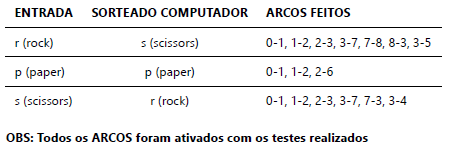 ENTRADA SORTEADO COMPUTADOR ARCOS FEITOS
r (rock) s (scissors) 0-1, 1-2, 2-3, 3-7, 7-8, 8-3, 3-5
p (paper) p (paper) 0-1, 1-2, 2-6
s (scissors) r (rock) 0-1, 1-2, 2-3, 3-7, 7-3, 3-4
OBS: Todos os ARCOS foram ativados com os testes realizados